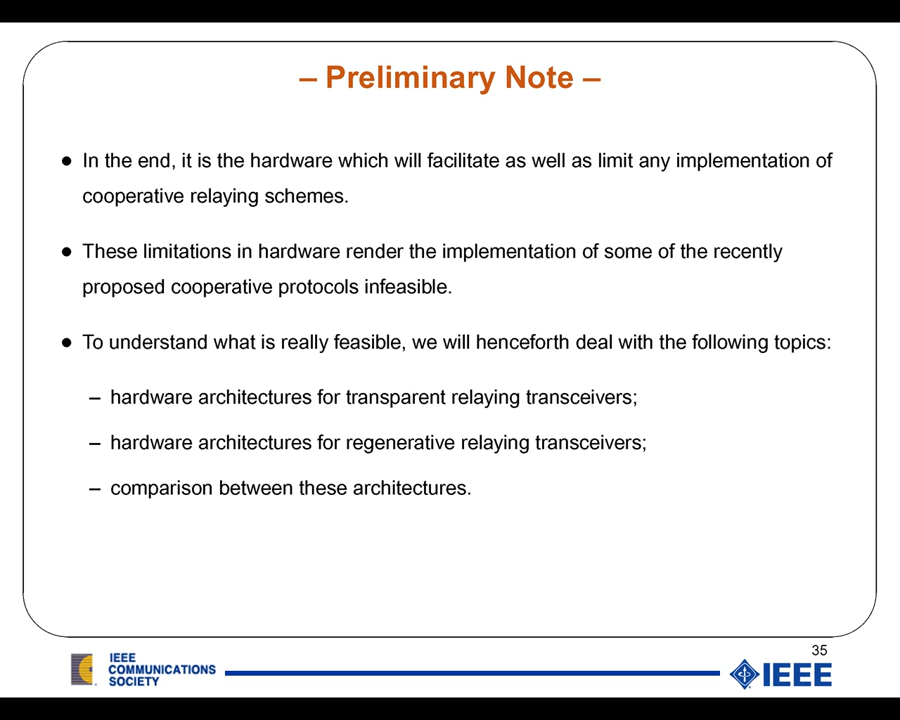 – Preliminary Note –
● In the end, it is the hardware which will facilitate as well as limit any implementation of
cooperative relaying schemes.
● These limitations in hardware render the implementation of some of the recently
proposed cooperative protocols infeasible.
● To understand what is really feasible, we will henceforth deal with the following topics:
– hardware architectures for transparent relaying transceivers;
– hardware architectures for regenerative relaying transceivers;
– comparison between these architectures.
35
IEEE
COMMUNICATIONS
SOCIETY
IEEE